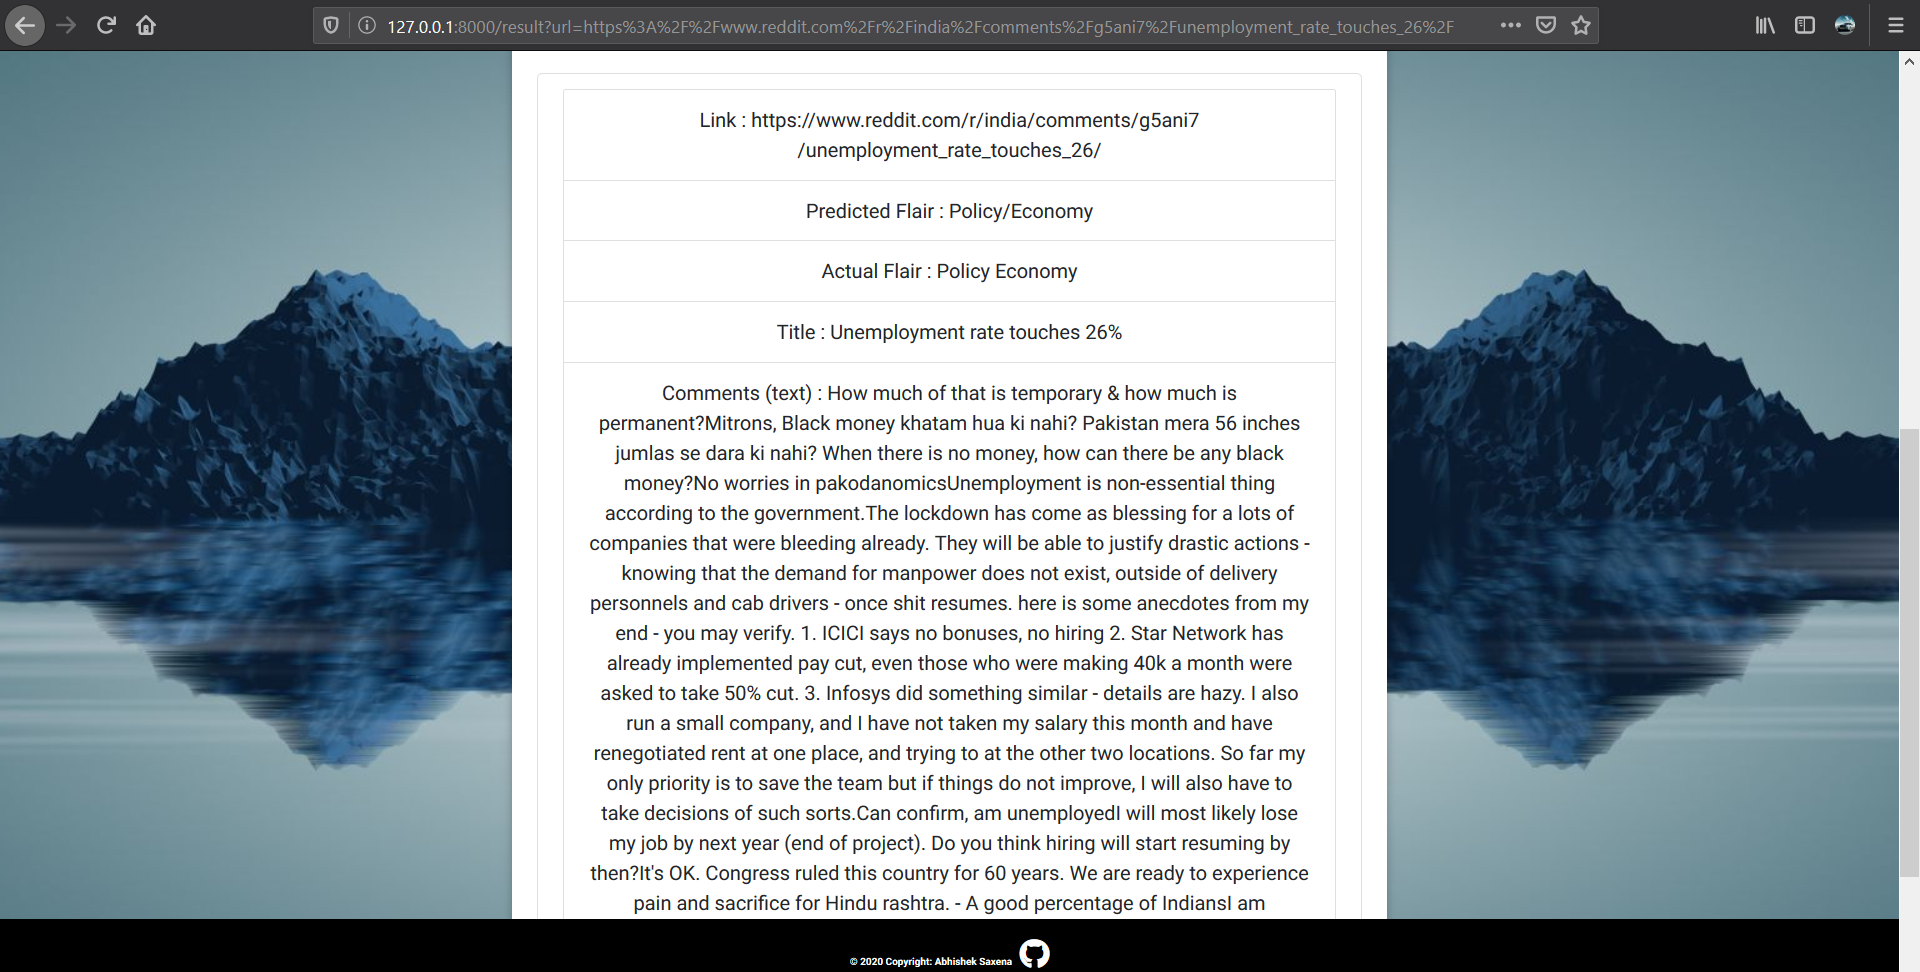 127.0.0.1:8000/result?url=https%3A%2F%2Fwww.reddit.com%2Fr%2Findia%2Fcomments%2Fg5ani7%2Funemployment_rate_touches_26%2F
Link : https://www.reddit.com/r/india/comments/g5ani7
/unemployment_rate_touches_26/
Predicted Flair : Policy/Economy
Actual Flair : Policy Economy
Title : Unemployment rate touches 26%
Comments (text) : How much of that is temporary & how much is
permanent?Mitrons, Black money khatam hua ki nahi? Pakistan mera 56 inches
jumlas se dara ki nahi? When there is no money, how can there be any black
money?No worries in pakodanomicsUnemployment is non-essential thing
according to the government.The lockdown has come as blessing for a lots of
companies that were bleeding already. They will be able to justify drastic actions -
knowing that the demand for manpower does not exist, outside of delivery
personnels and cab drivers - once shit resumes. here is some anecdotes from my
end - you may verify. 1. ICICI says no bonuses, no hiring 2. Star Network has
already implemented pay cut, even those who were making 40k a month were
asked to take 50% cut. 3. Infosys did something similar - details are hazy. I also
run a small company, and I have not taken my salary this month and have
renegotiated rent at one place, and trying to at the other two locations. So far my
only priority is to save the team but if things do not improve, I will also have to
take decisions of such sorts.Can confirm, am unemployedI will most likely lose
my job by next year (end of project). Do you think hiring will start resuming by
then?It's OK. Congress ruled this country for 60 years. We are ready to experience
pain and sacrifice for Hindu rashtra. - A good percentage of IndiansI am
© 2020 Copyright: Abhishek Saxena